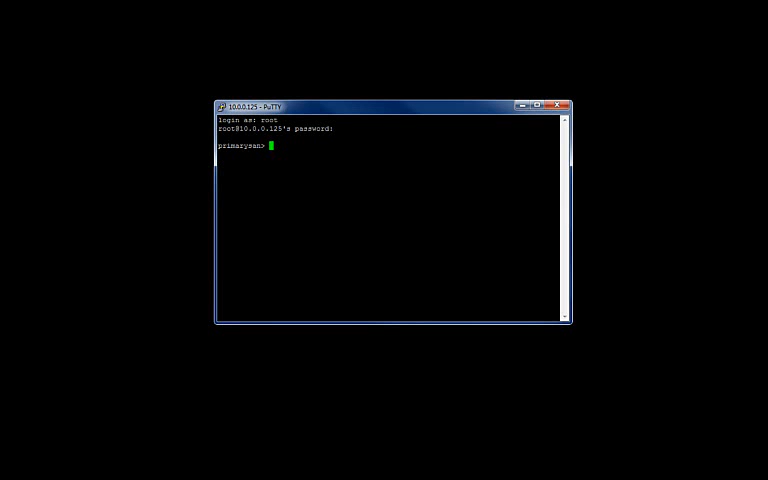 10.0.0.125 - PuTTY
login as: root
root@10.0.0.125's password:
primarysan>